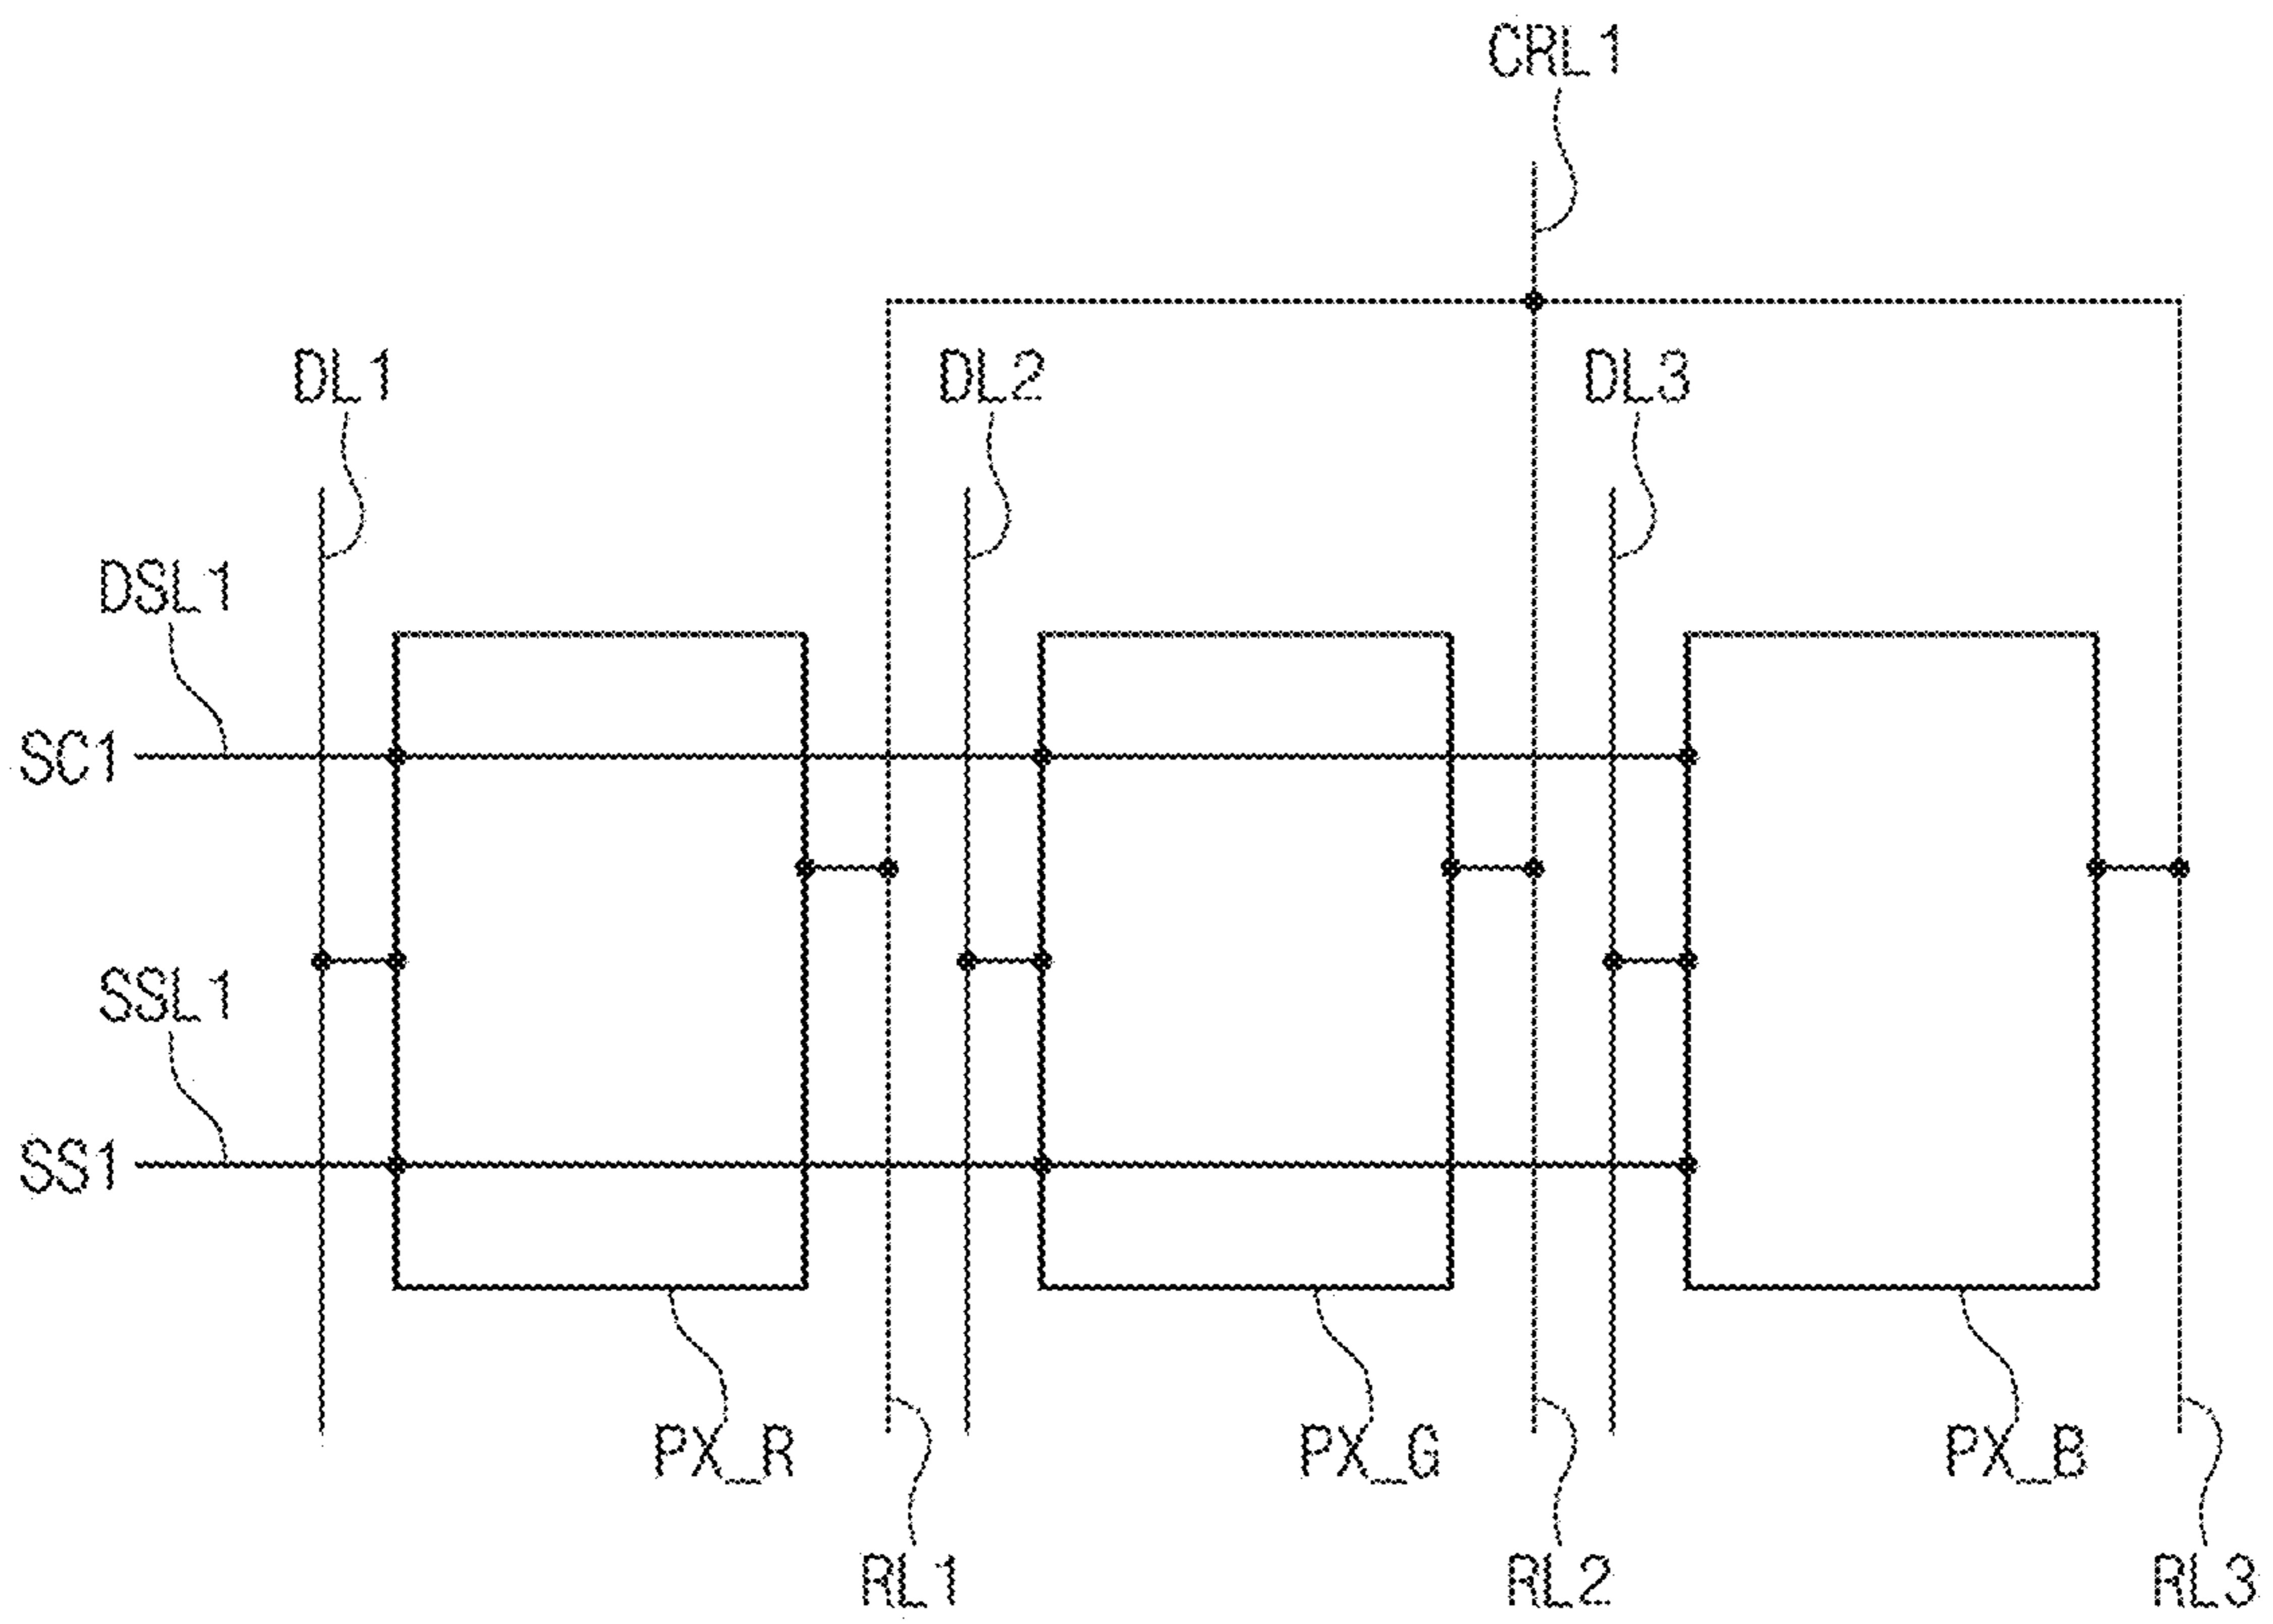 CRL1
DL1 DL2 DL3
DSL1
SC1
SSL1
SS1
PX_R PX_G PX_B
RL1 RL2 RL3